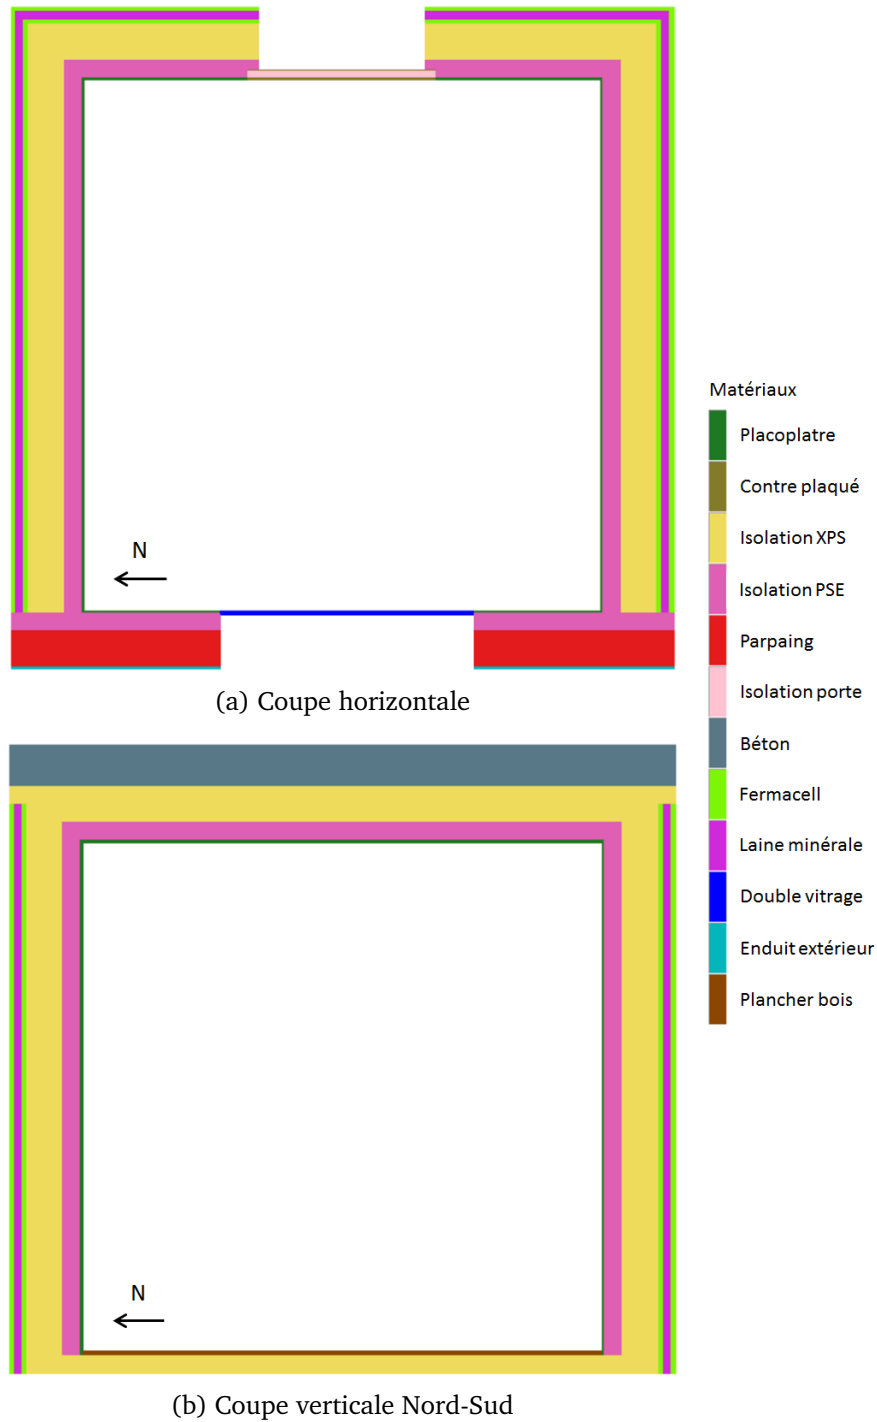 N
(a) Coupe horizontale
Matériaux
Placoplatre
Contre plaqué
Isolation XPS
Isolation PSE
Parpaing
Isolation porte
Béton
Fermacell
Laine minérale
Double vitrage
Enduit extérieur
Plancher bois
N
(b) Coupe verticale Nord-Sud